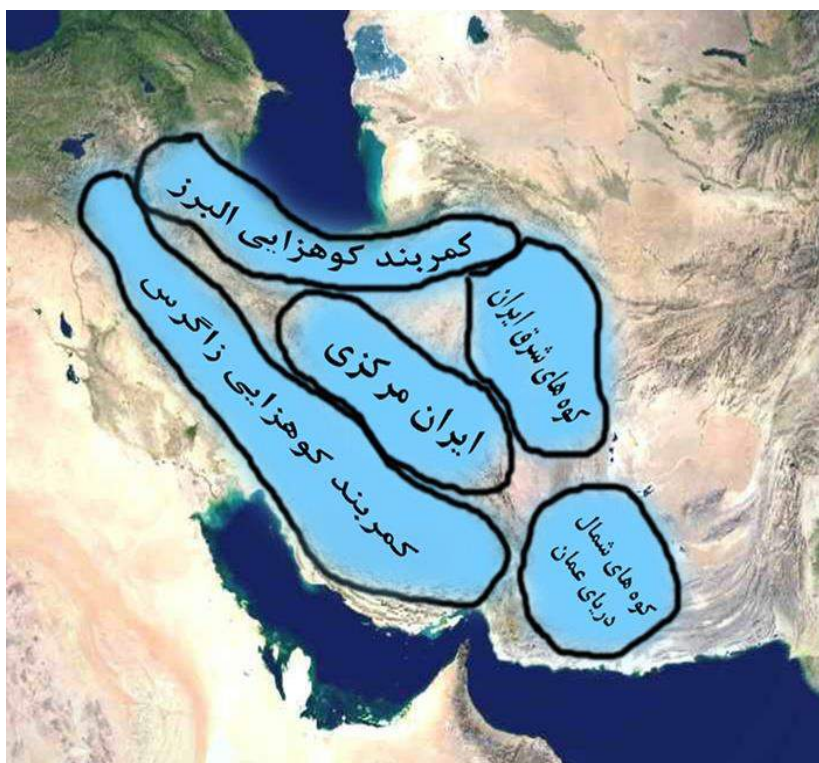 کمربند کوهزایی البرز
کوه های شرق ایران
ایران مرکزی
کمربند کوهزایی زاگرس
کوه های شمال
دریای عمان